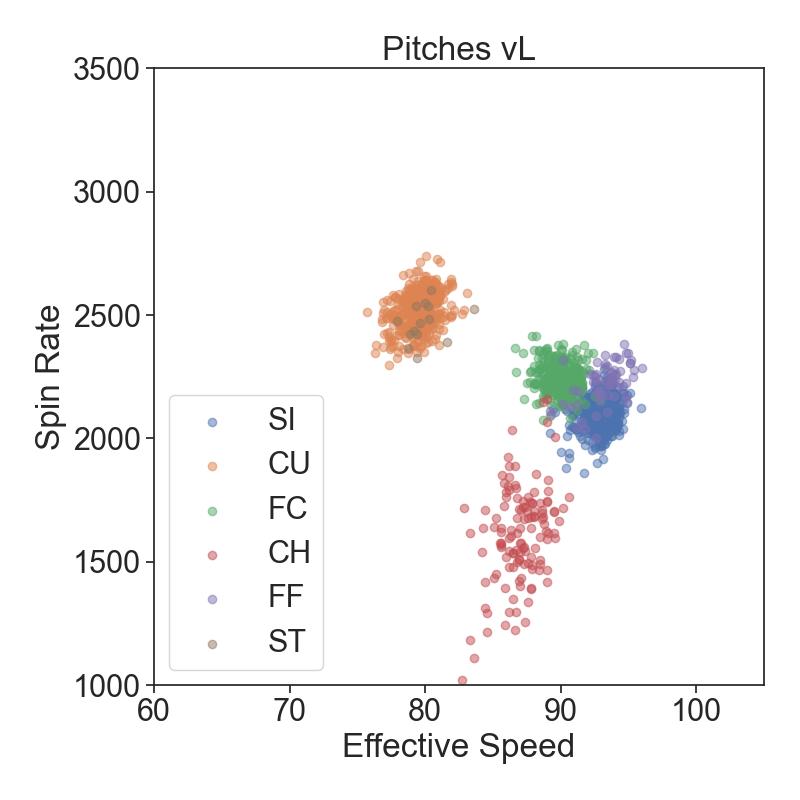 Pitches vL
3500
3000
2500
2000
1500
1000
Spin Rate
SI
CU
FC
CH
FF
ST
60 70 80 90 100
Effective Speed